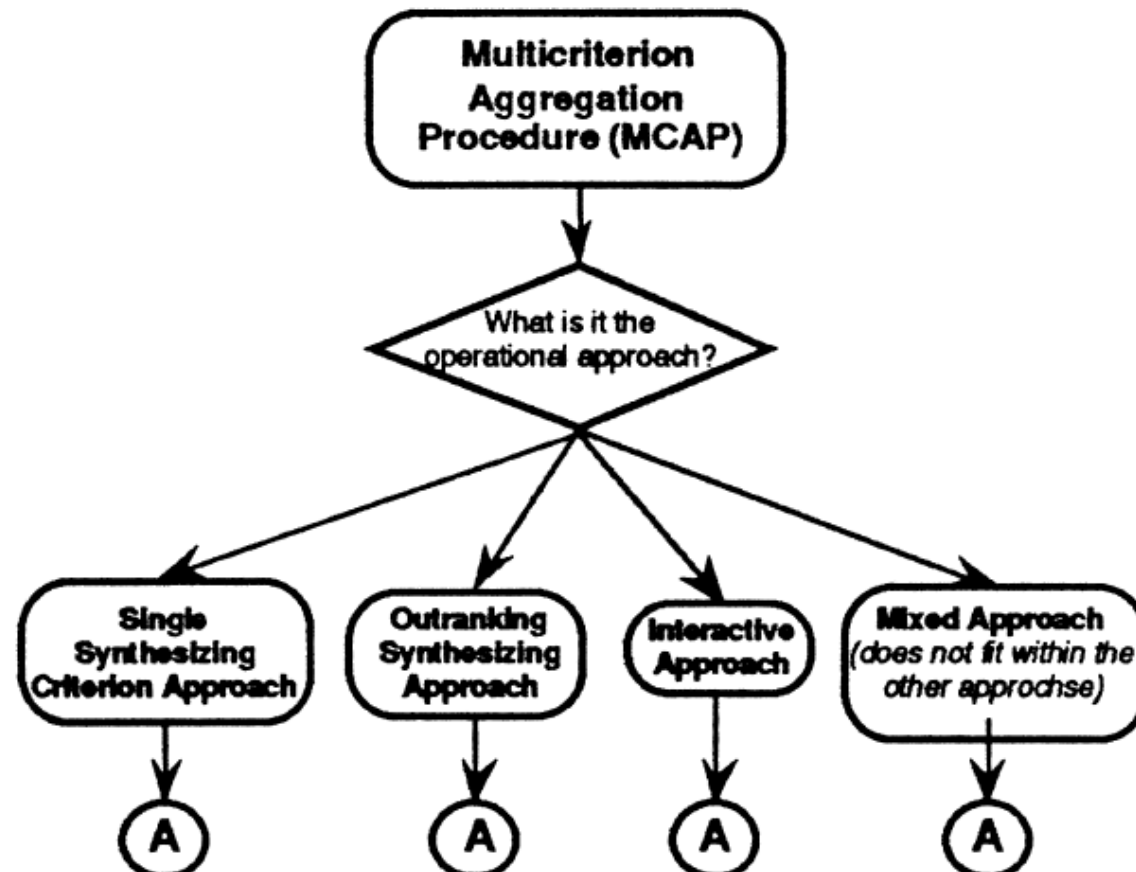 Multicriterion
Aggregation
Procedure (MCAP)
What is it the
operational approach?
Single
Synthesizing
Criterion Approach
Outranking
Synthesizing
Approach
Interactive
Approach
Mixed Approach
(does not fit within the
other approchse)
A
A
A
A